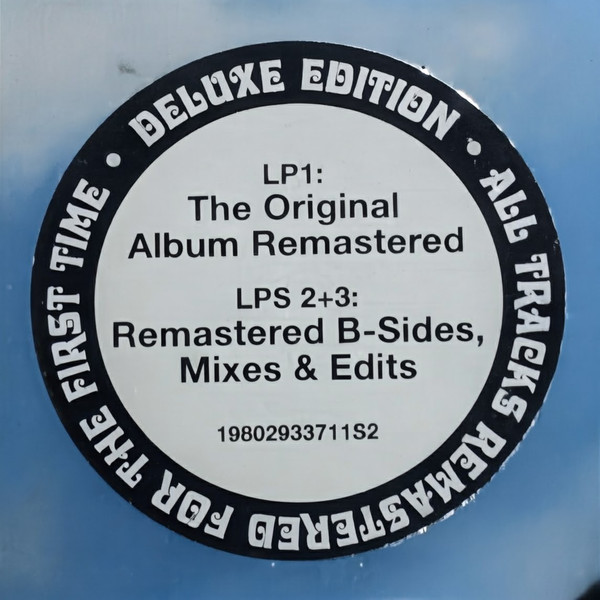 DELUXE EDITION
• ALL TRACKS REMASTERED FOR THE FIRST TIME •
LP1:
The Original
Album Remastered
LPS 2+3:
Remastered B-Sides,
Mixes & Edits
19802933711S2